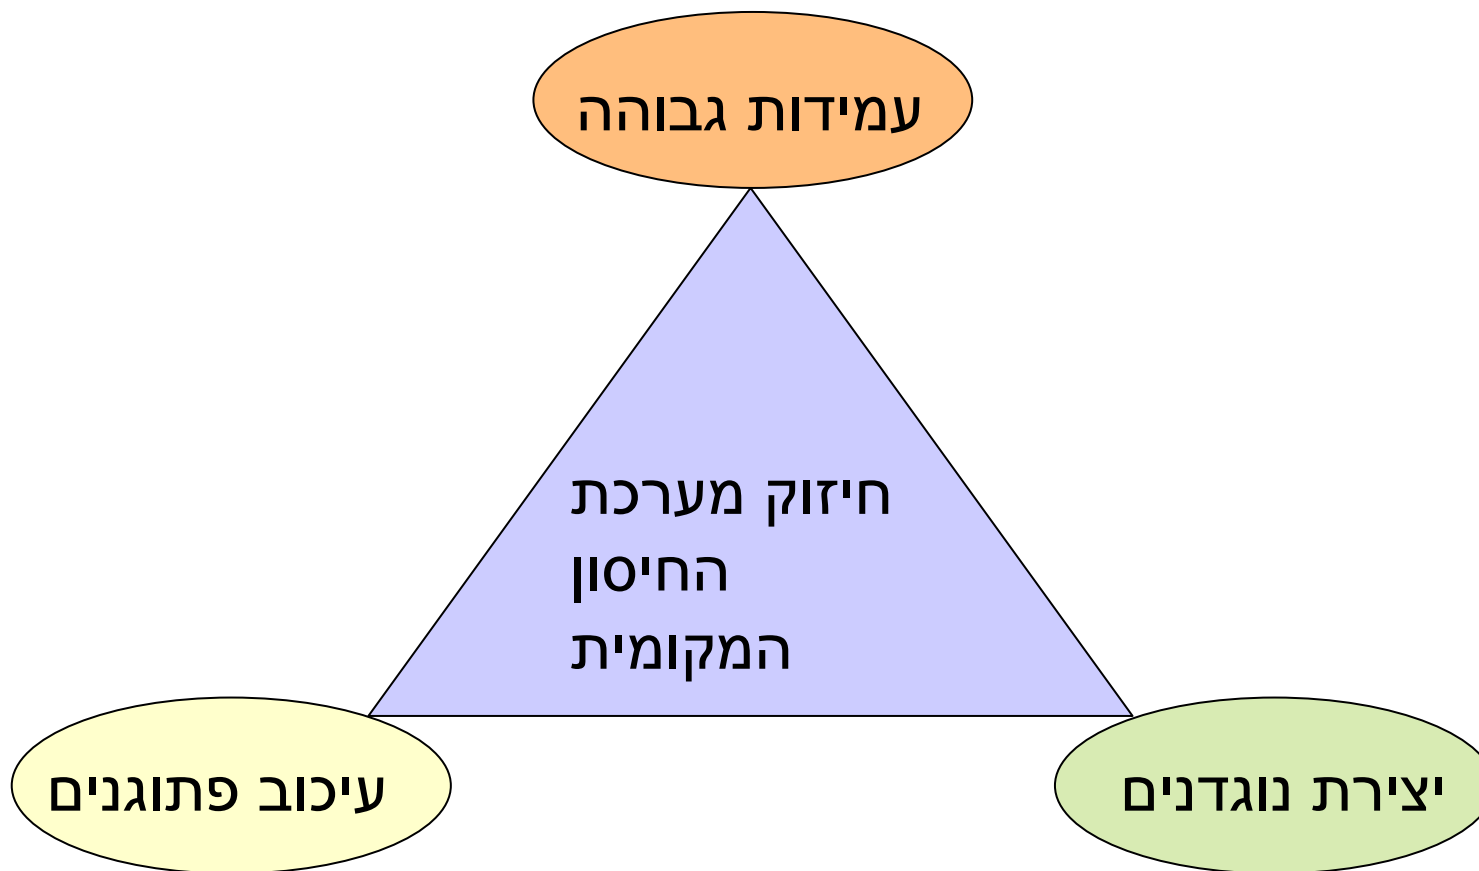 עמידות גבוהה
חיזוק מערכת
החיסון
המקומית
יצירת נוגדנים
עיכוב פתוגנים